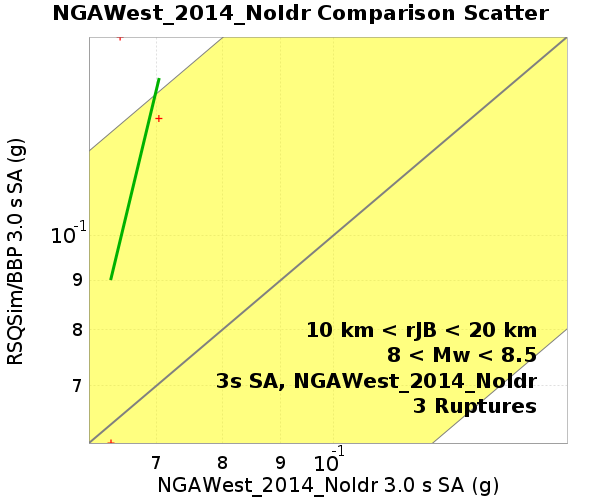 NGAWest_2014_NoIdr Comparison Scatter
RSQSim/BBP 3.0 s SA (g)
10-1
9
8
7
10 km < rJB < 20 km
8 < Mw < 8.5
3s SA, NGAWest_2014_NoIdr
3 Ruptures
7 8 9 10-1
NGAWest_2014_NoIdr 3.0 s SA (g)